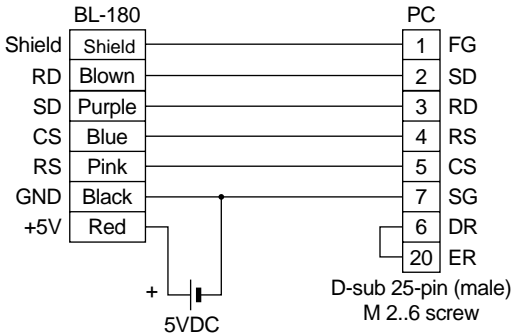 BL-180 PC
Shield Shield 1 FG
RD Blown 2 SD
SD Purple 3 RD
CS Blue 4 RS
RS Pink 5 CS
GND Black 7 SG
+5V Red 6 DR
20 ER
+
5VDC
D-sub 25-pin (male)
M 2..6 screw